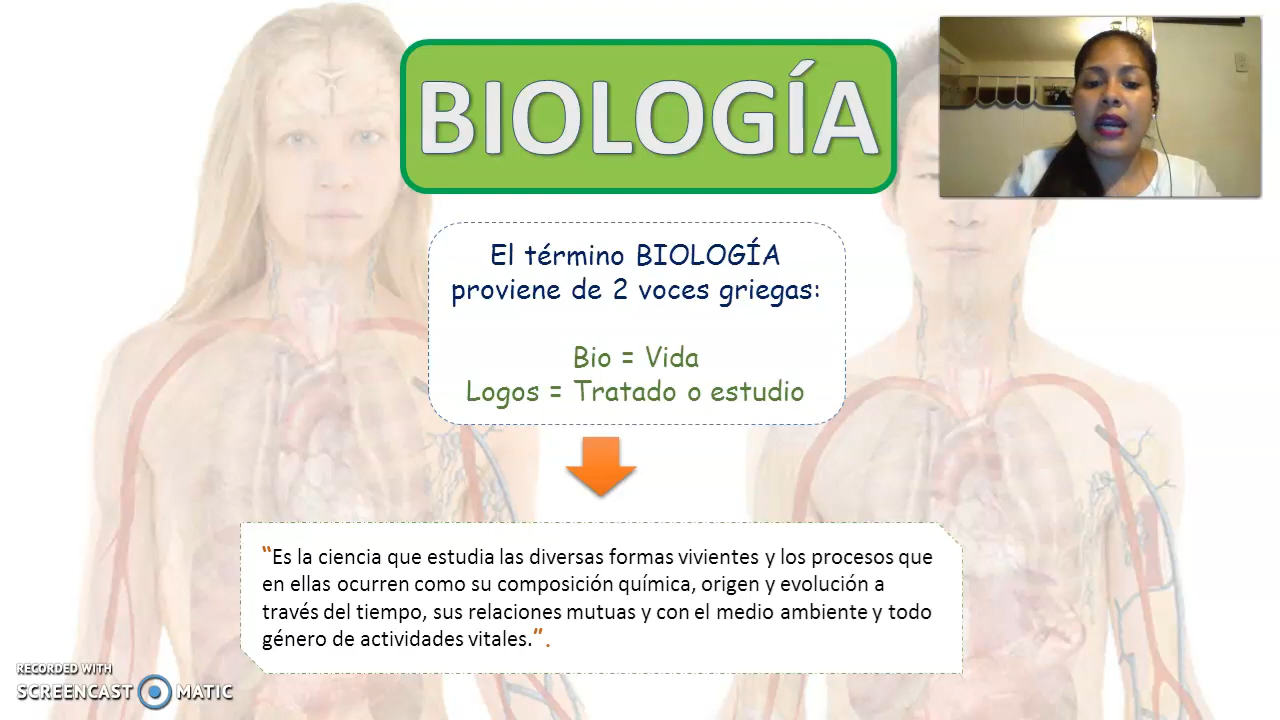 BIOLOGÍA
El término BIOLOGÍA
proviene de 2 voces griegas:
Bio = Vida
Logos = Tratado o estudio
“Es la ciencia que estudia las diversas formas vivientes y los procesos que
en ellas ocurren como su composición química, origen y evolución a
través del tiempo, sus relaciones mutuas y con el medio ambiente y todo
género de actividades vitales.”.
RECORDED WITH
SCREENCAST MATIC